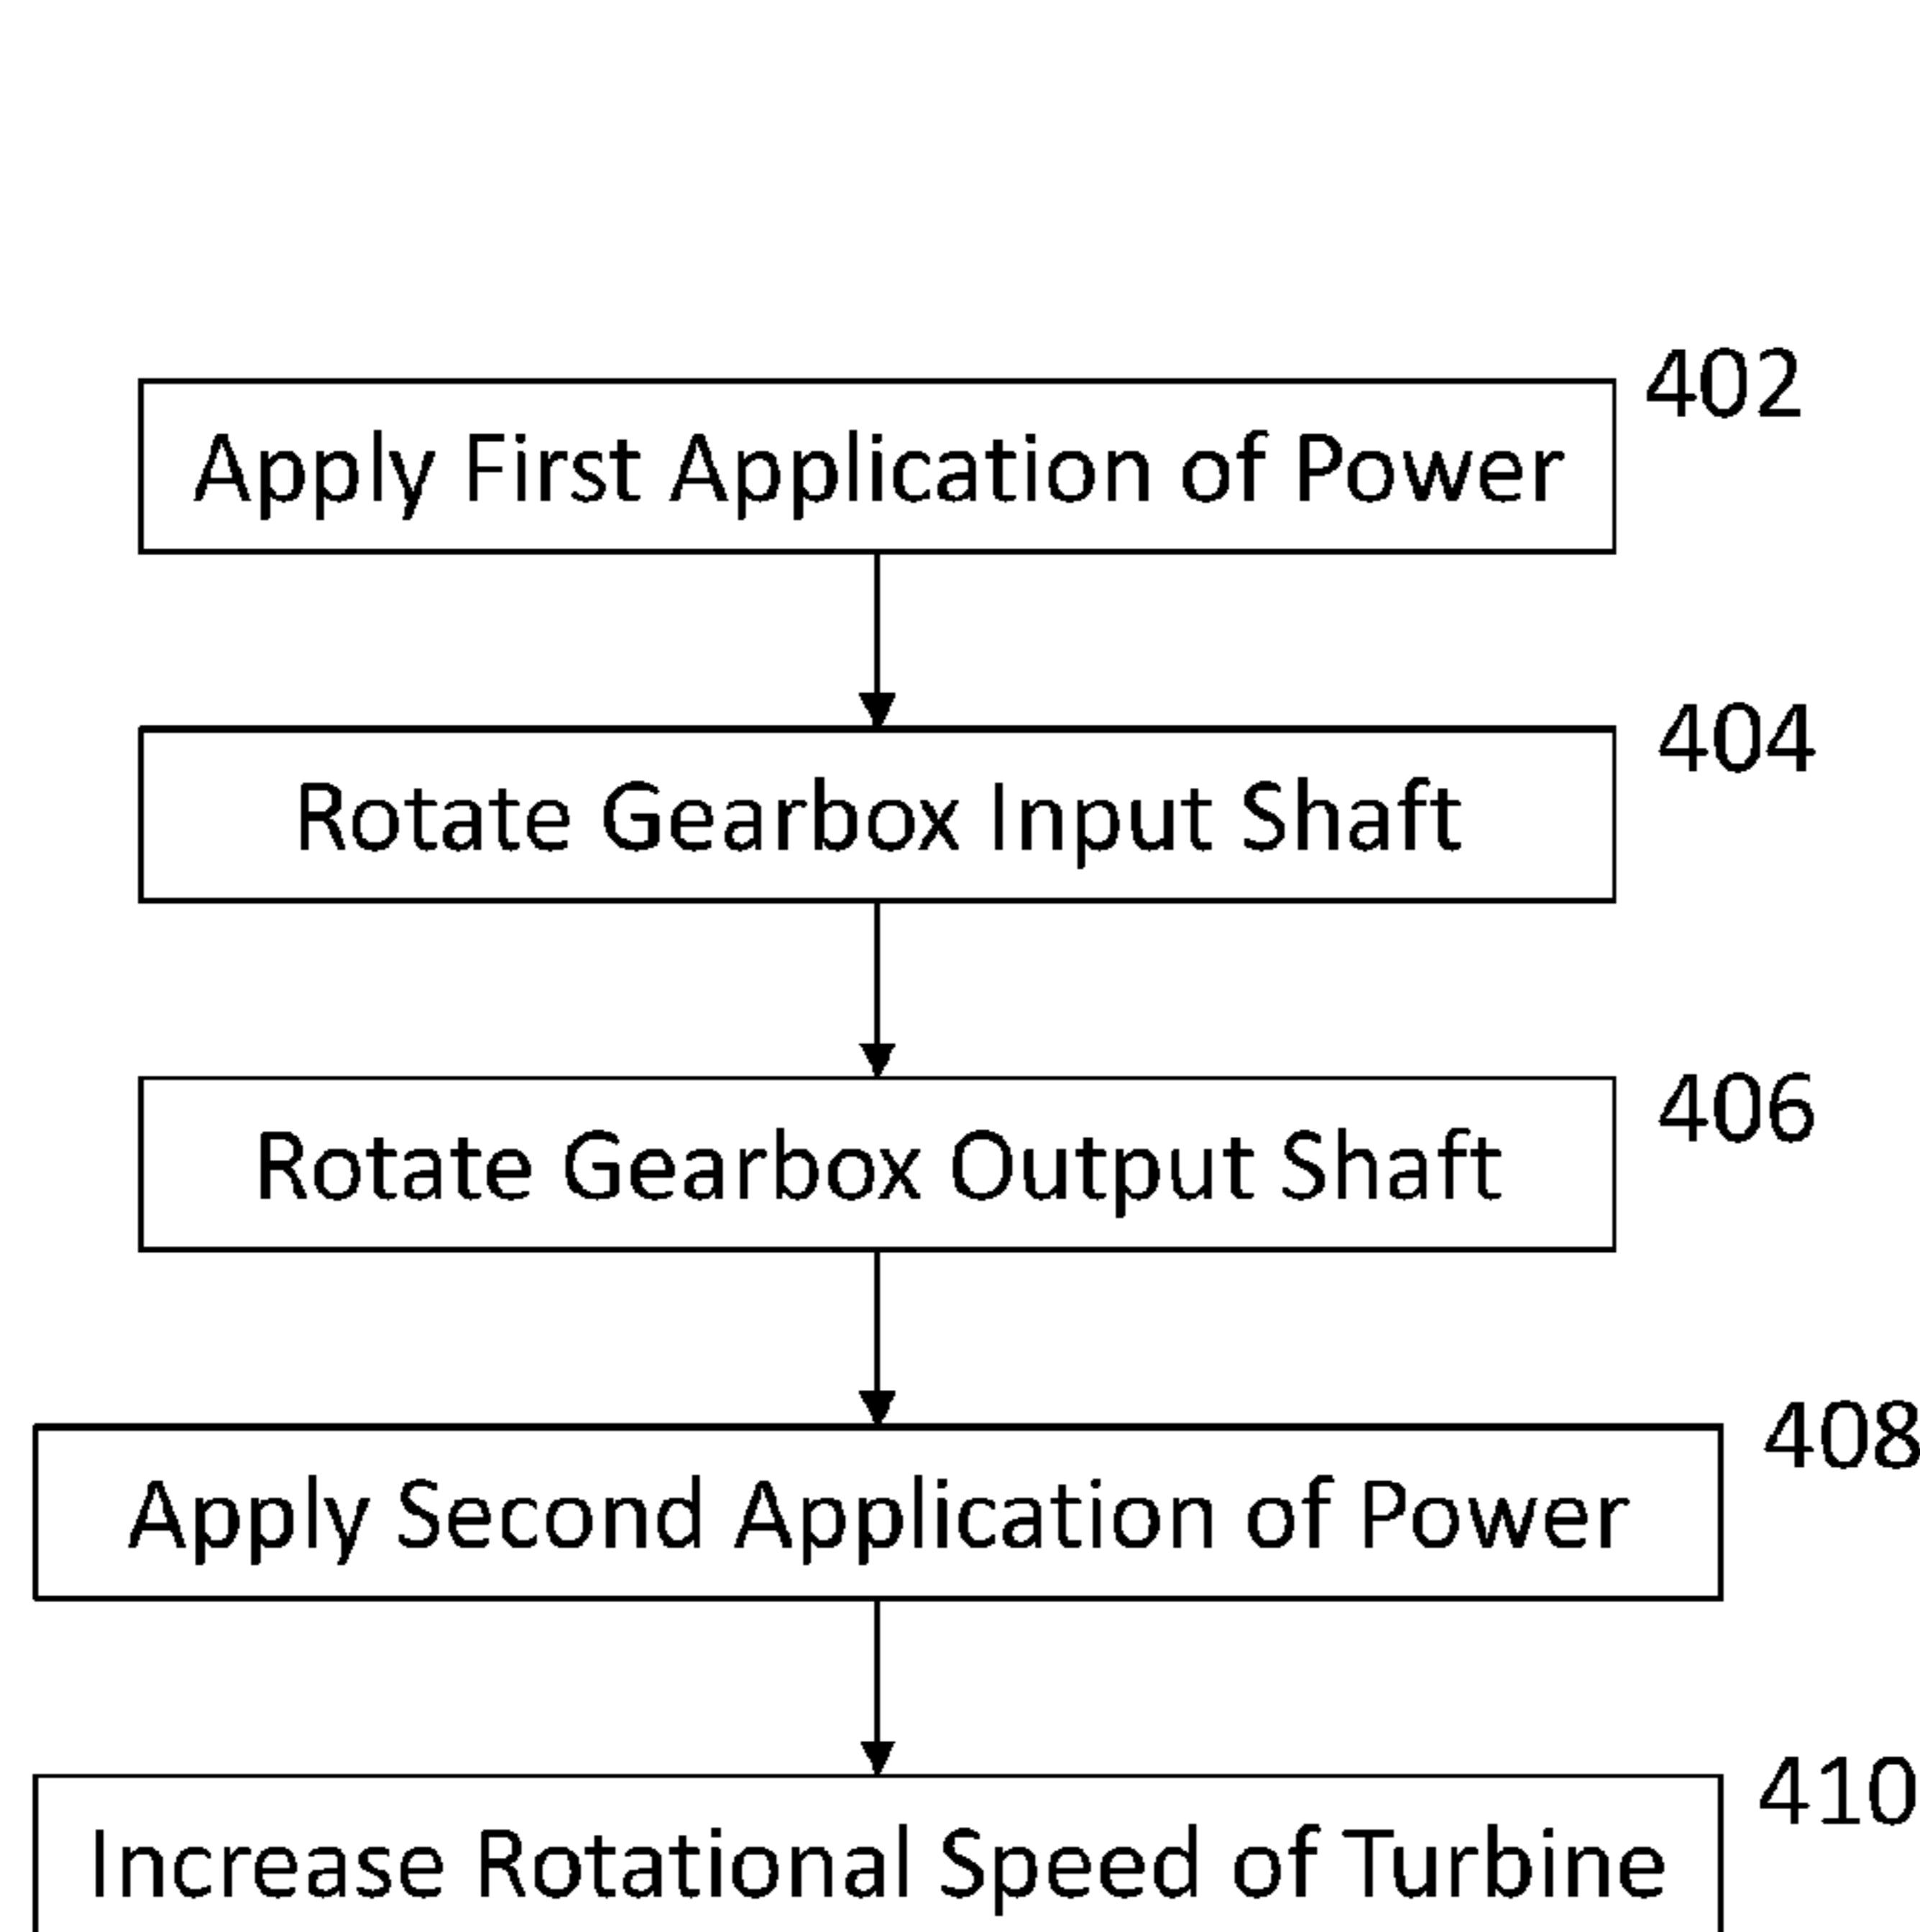 402
Apply First Application of Power
404
Rotate Gearbox Input Shaft
406
Rotate Gearbox Output Shaft
408
Apply Second Application of Power
410
Increase Rotational Speed of Turbine